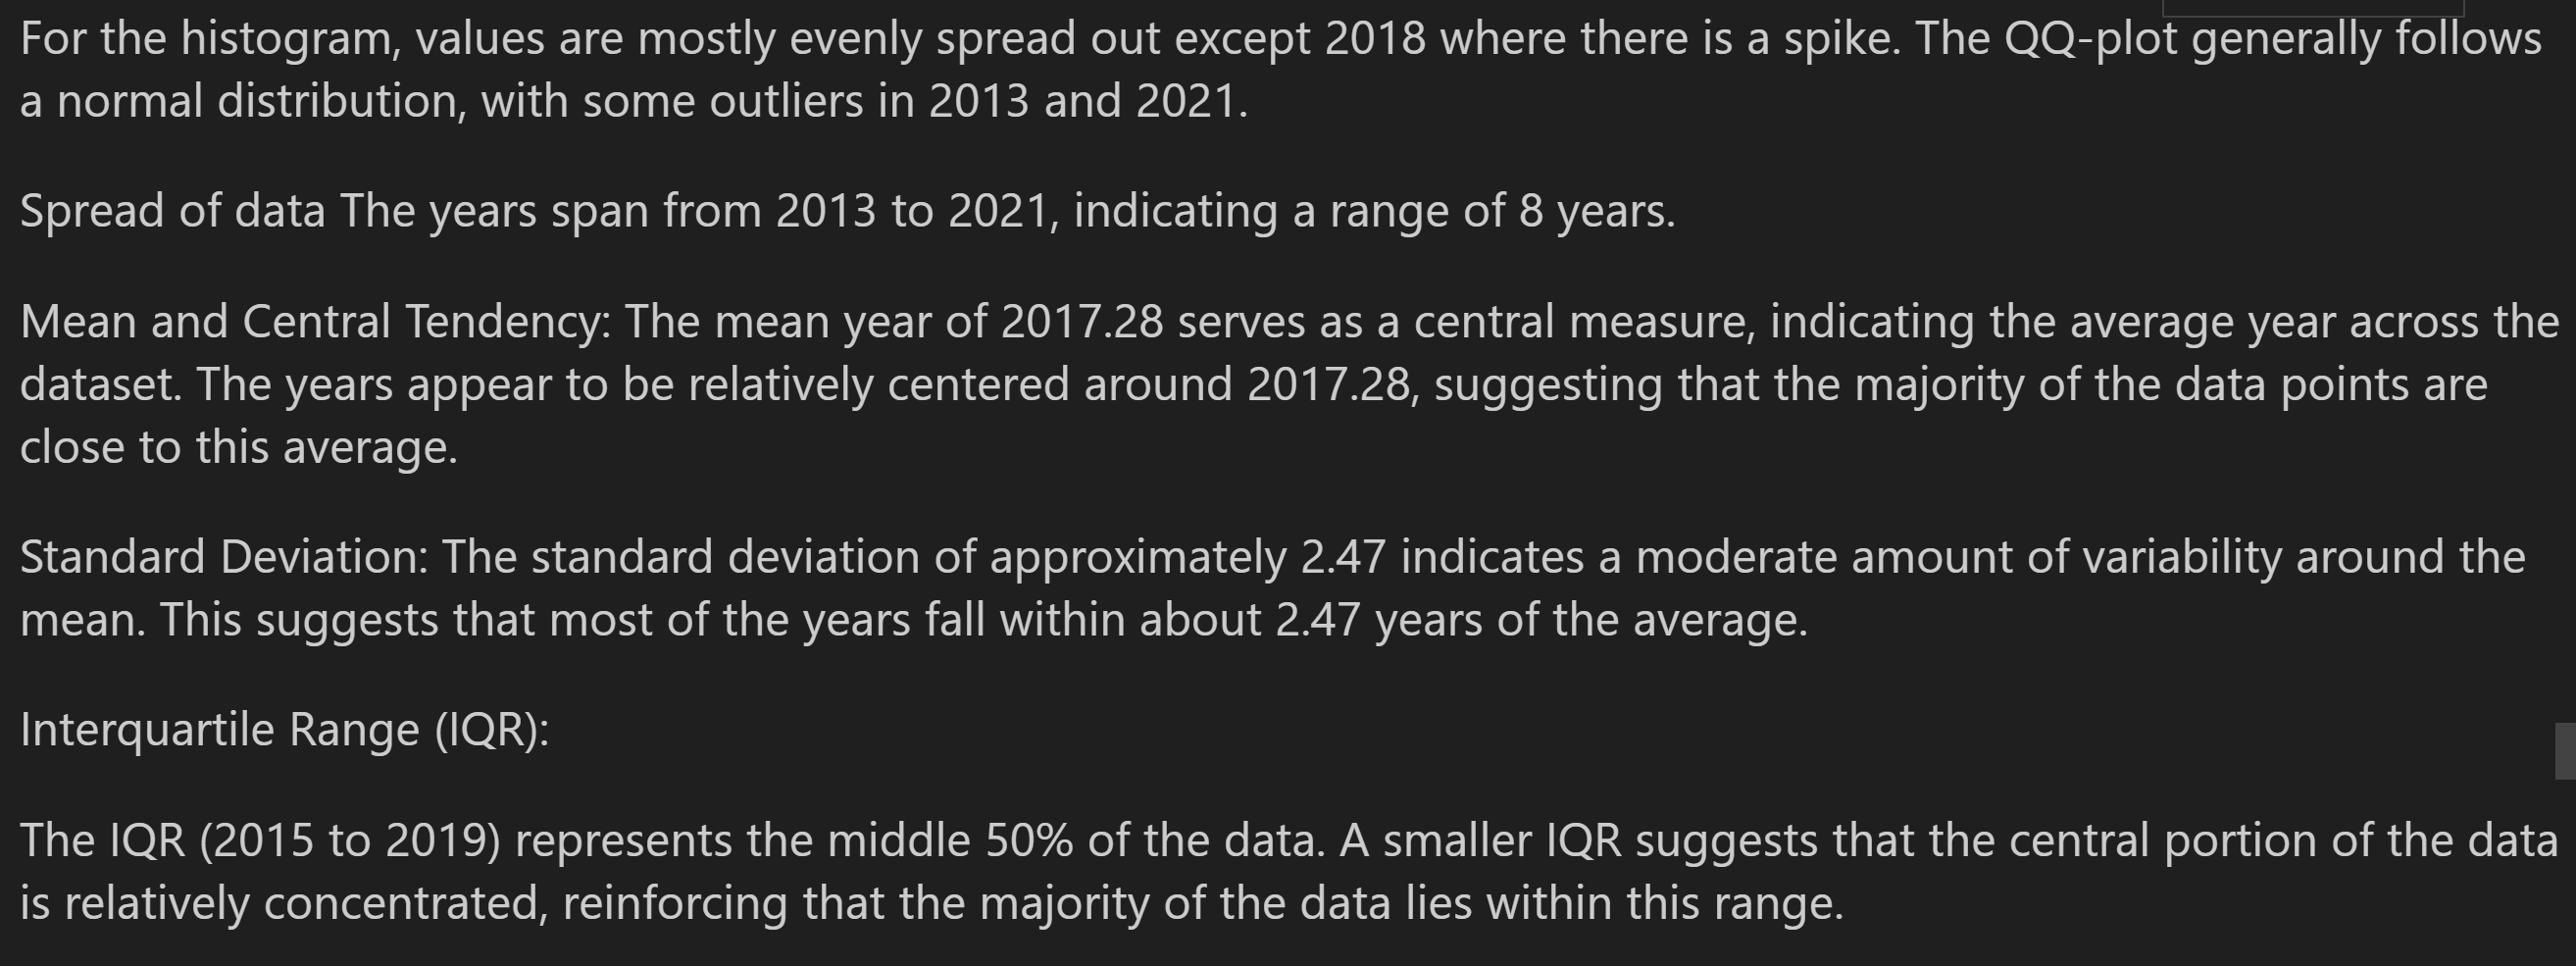 For the histogram, values are mostly evenly spread out except 2018 where there is a spike. The QQ-plot generally follows
a normal distribution, with some outliers in 2013 and 2021.
Spread of data The years span from 2013 to 2021, indicating a range of 8 years.
Mean and Central Tendency: The mean year of 2017.28 serves as a central measure, indicating the average year across the
dataset. The years appear to be relatively centered around 2017.28, suggesting that the majority of the data points are
close to this average.
Standard Deviation: The standard deviation of approximately 2.47 indicates a moderate amount of variability around the
mean. This suggests that most of the years fall within about 2.47 years of the average.
Interquartile Range (IQR):
The IQR (2015 to 2019) represents the middle 50% of the data. A smaller IQR suggests that the central portion of the data
is relatively concentrated, reinforcing that the majority of the data lies within this range.